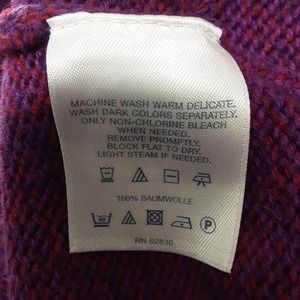 MACHINE WASH WARM DELICATE.
WASH DARK COLORS SEPARATELY.
ONLY NON-CHLORINE BLEACH
WHEN NEEDED.
REMOVE PROMPTLY.
BLOCK FLAT TO DRY.
LIGHT STEAM IF NEEDED.
100% BAUMWOLLE
40
P
RN 62830